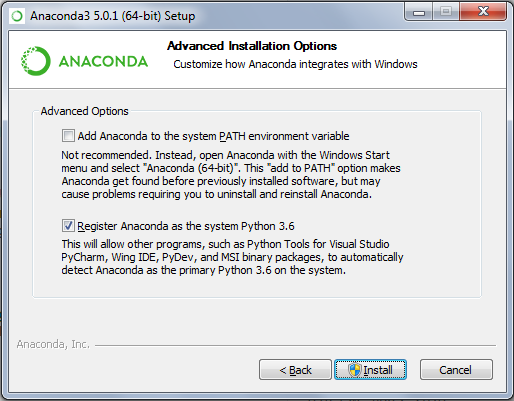 Anaconda3 5.0.1 (64-bit) Setup
Advanced Installation Options
Customize how Anaconda integrates with Windows
ANACONDA
Advanced Options
Add Anaconda to the system PATH environment variable
Not recommended. Instead, open Anaconda with the Windows Start
menu and select "Anaconda (64-bit)". This "add to PATH" option makes
Anaconda get found before previously installed software, but may
cause problems requiring you to uninstall and reinstall Anaconda.
Register Anaconda as the system Python 3.6
This will allow other programs, such as Python Tools for Visual Studio
PyCharm, Wing IDE, PyDev, and MSI binary packages, to automatically
detect Anaconda as the primary Python 3.6 on the system.
Anaconda, Inc.
< Back
Install
Cancel